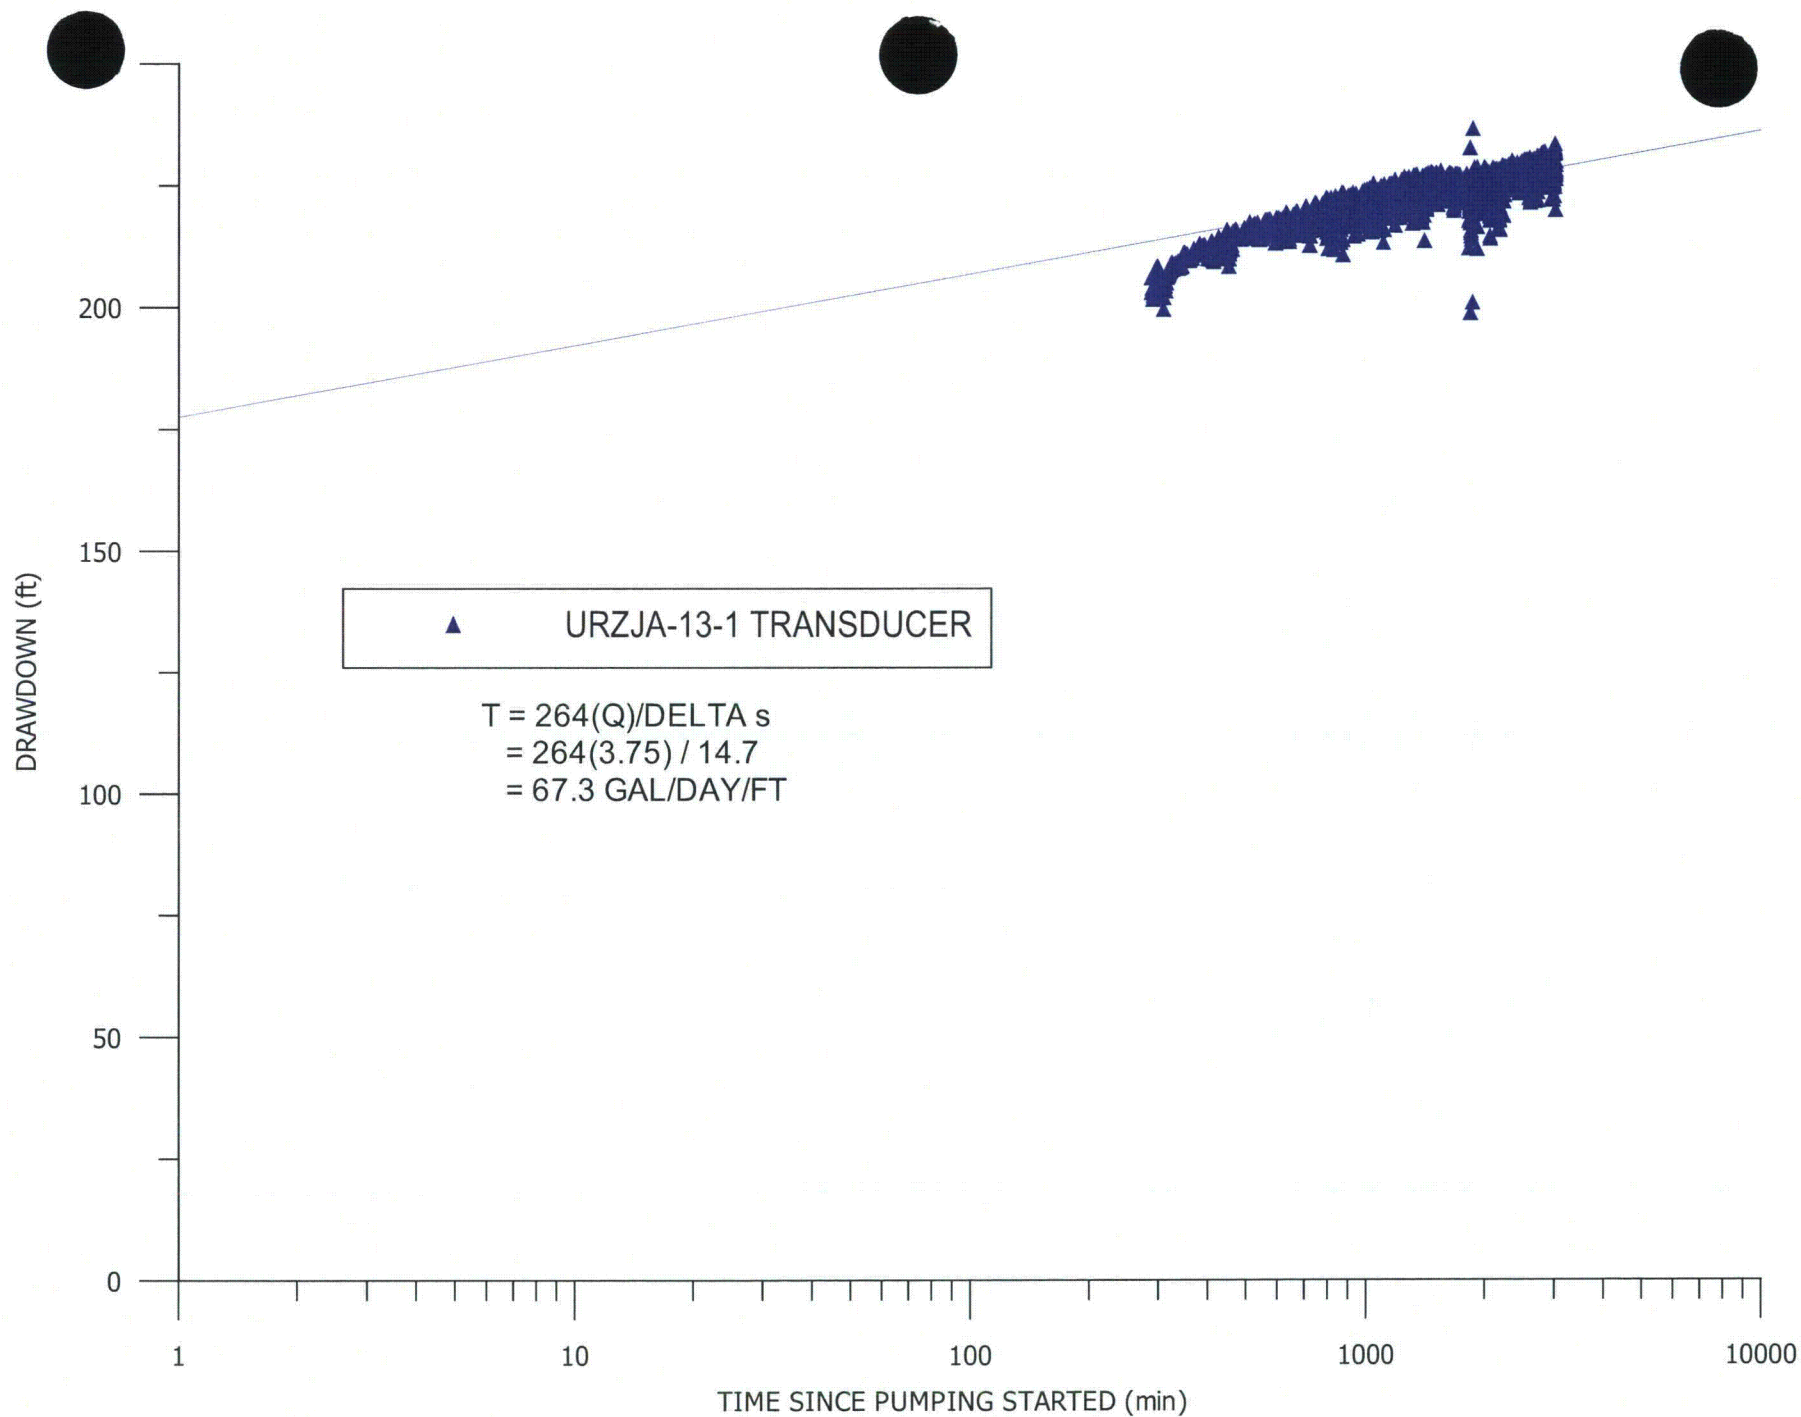 200
150
100
50
0
DRAWDOWN (ft)
URZJA-13-1 TRANSDUCER
T = 264(Q)/DELTA s
= 264(3.75) / 14.7
= 67.3 GAL/DAY/FT
1 10 100 1000 10000
TIME SINCE PUMPING STARTED (min)